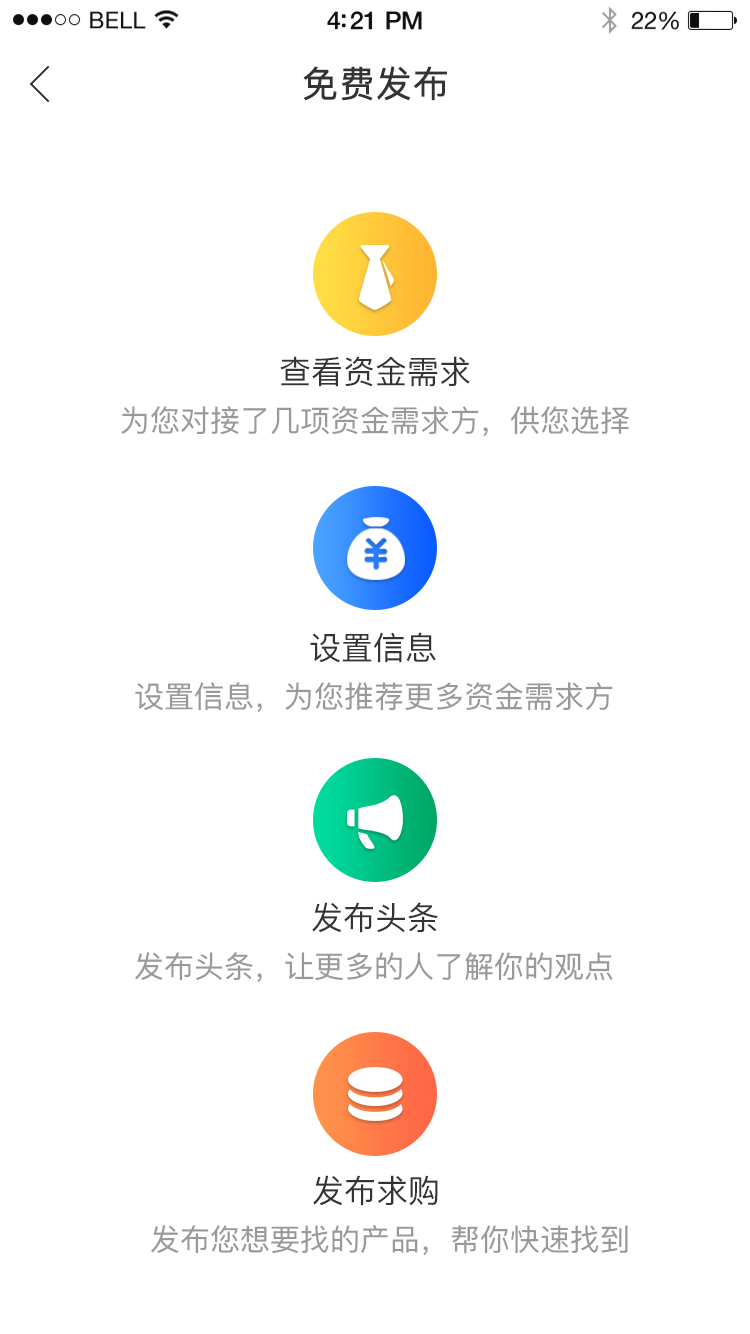 BELL 4:21 PM 22%
免费发布
查看资金需求
为您对接了几项资金需求方，供您选择
¥
设置信息
设置信息，为您推荐更多资金需求方
发布头条
发布头条，让更多的人了解你的观点
发布求购
发布您想要找的产品，帮你快速找到